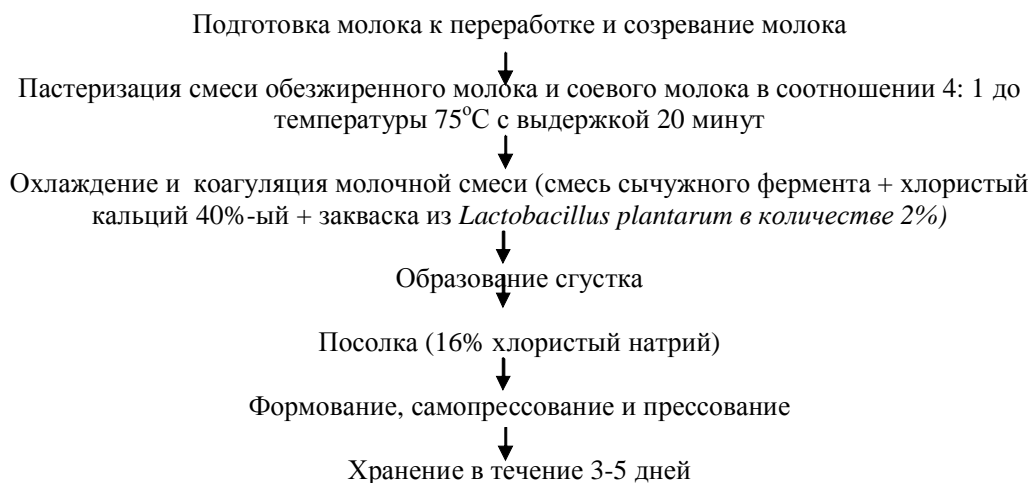 Подготовка молока к переработке и созревание молока
Пастеризация смеси обезжиренного молока и соевого молока в соотношении 4: 1 до
температуры 75°С с выдержкой 20 минут
Охлаждение и коагуляция молочной смеси (смесь сычужного фермента + хлористый
кальций 40%-ый + закваска из Lactobacillus plantarum в количестве 2%)
Образование сгустка
Посолка (16% хлористый натрий)
Формование, самопрессование и прессование
Хранение в течение 3-5 дней